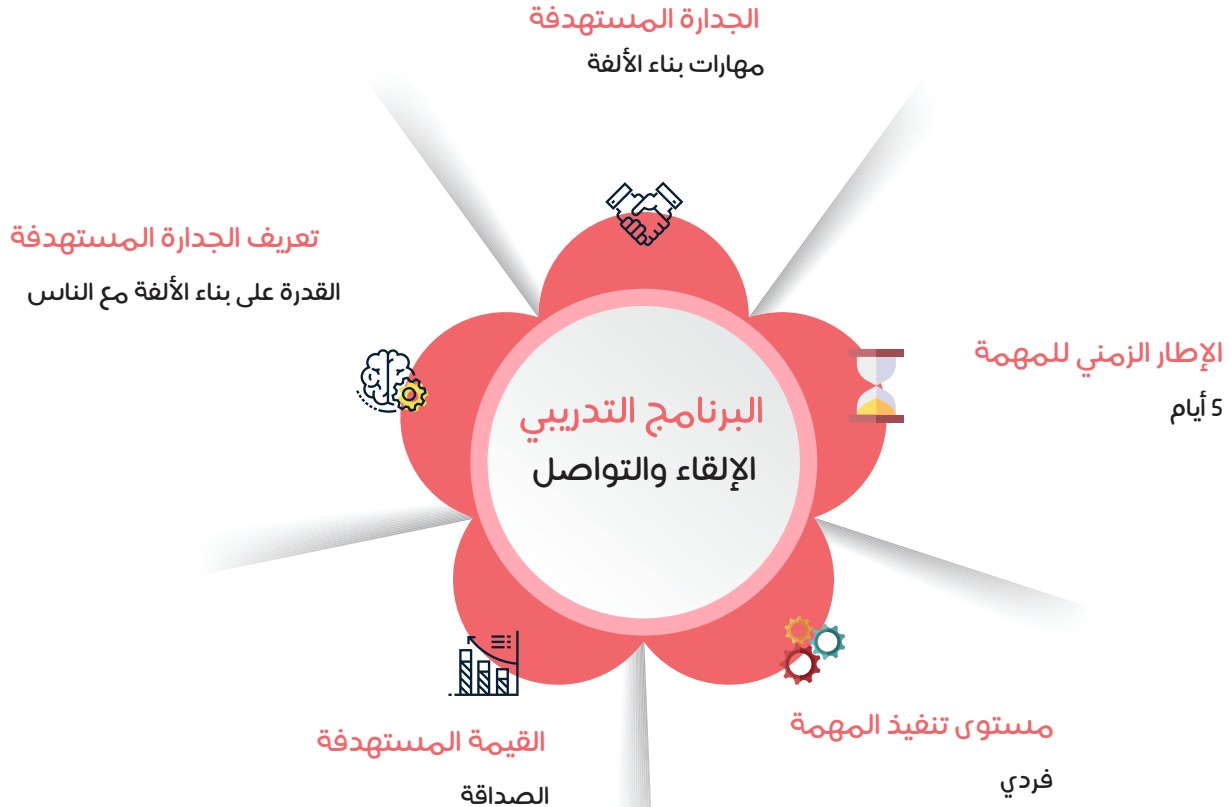 الجدارة المستهدفة
مهارات بناء الألفة
تعريف الجدارة المستهدفة
القدرة على بناء الألفة مع الناس
الإطار الزمني للمهمة
5 أيام
البرنامج التدريبي
الإلقاء والتواصل
مستوى تنفيذ المهمة
فردي
القيمة المستهدفة
الصداقة